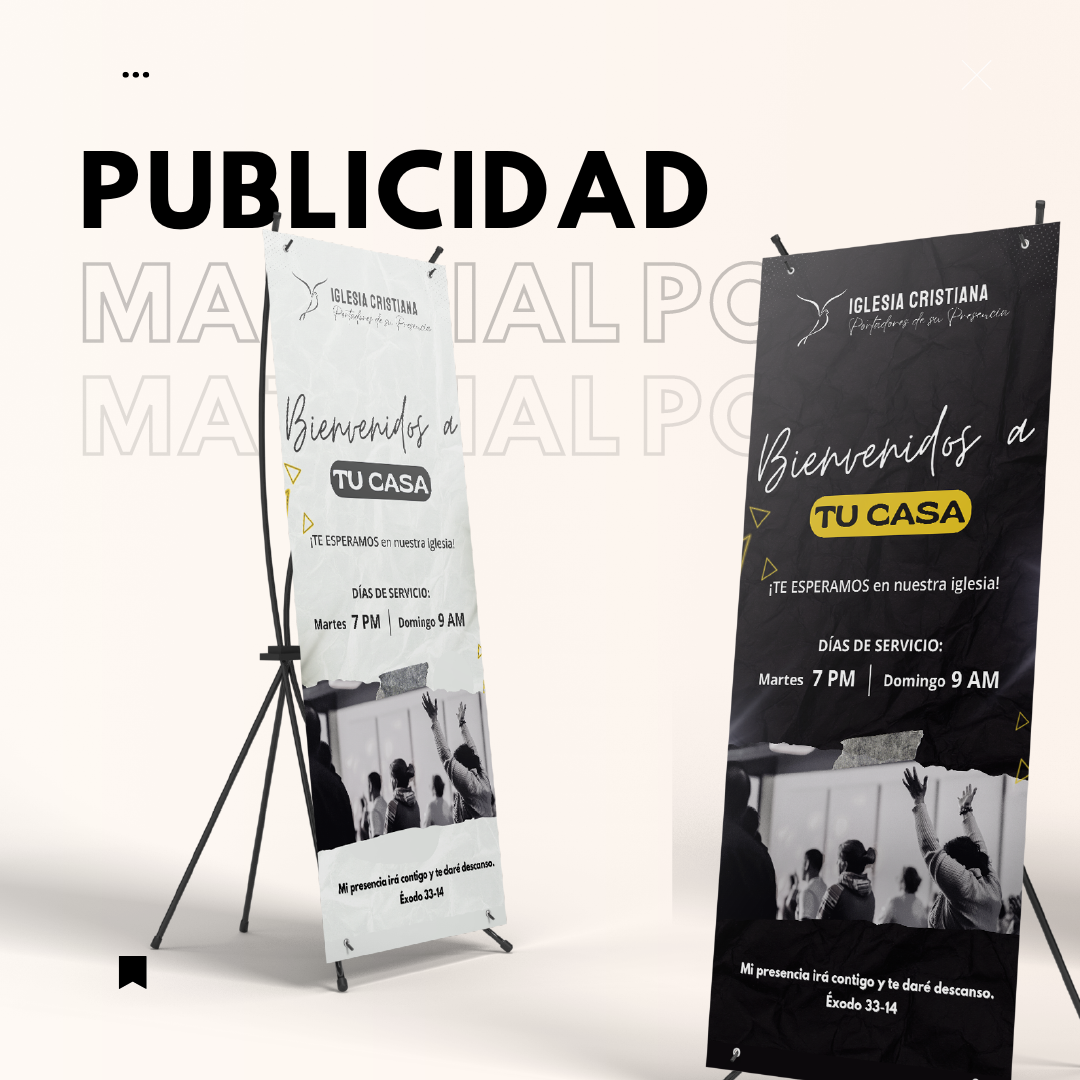 PUBLICIDAD
IGLESIA CRISTIANA
Portadores de su Presencia
Bienvenidos a
TU CASA
¡TE ESPERAMOS en nuestra iglesia!
DÍAS DE SERVICIO:
Martes 7 PM | Domingo 9 AM
Mi presencia irá contigo y te daré descanso.
Éxodo 33-14
IGLESIA CRISTIANA
Portadores de su Presencia
Bienvenidos a
TU CASA
¡TE ESPERAMOS en nuestra iglesia!
DÍAS DE SERVICIO:
Martes 7 PM | Domingo 9 AM
Mi presencia irá contigo y te daré descanso.
Éxodo 33-14